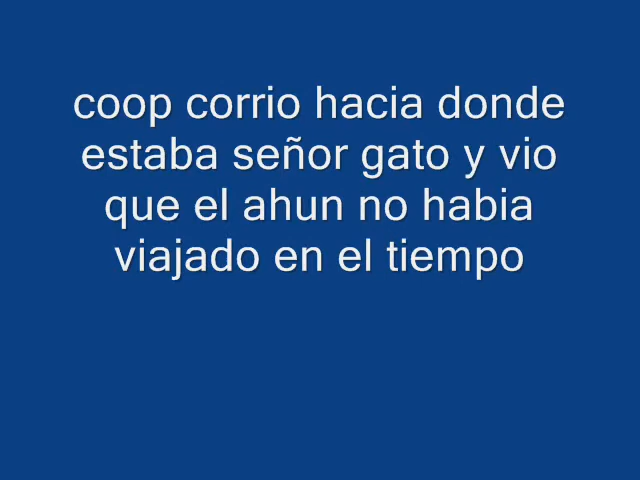 coop corrio hacia donde
estaba señor gato y vio
que el ahun no habia
viajado en el tiempo